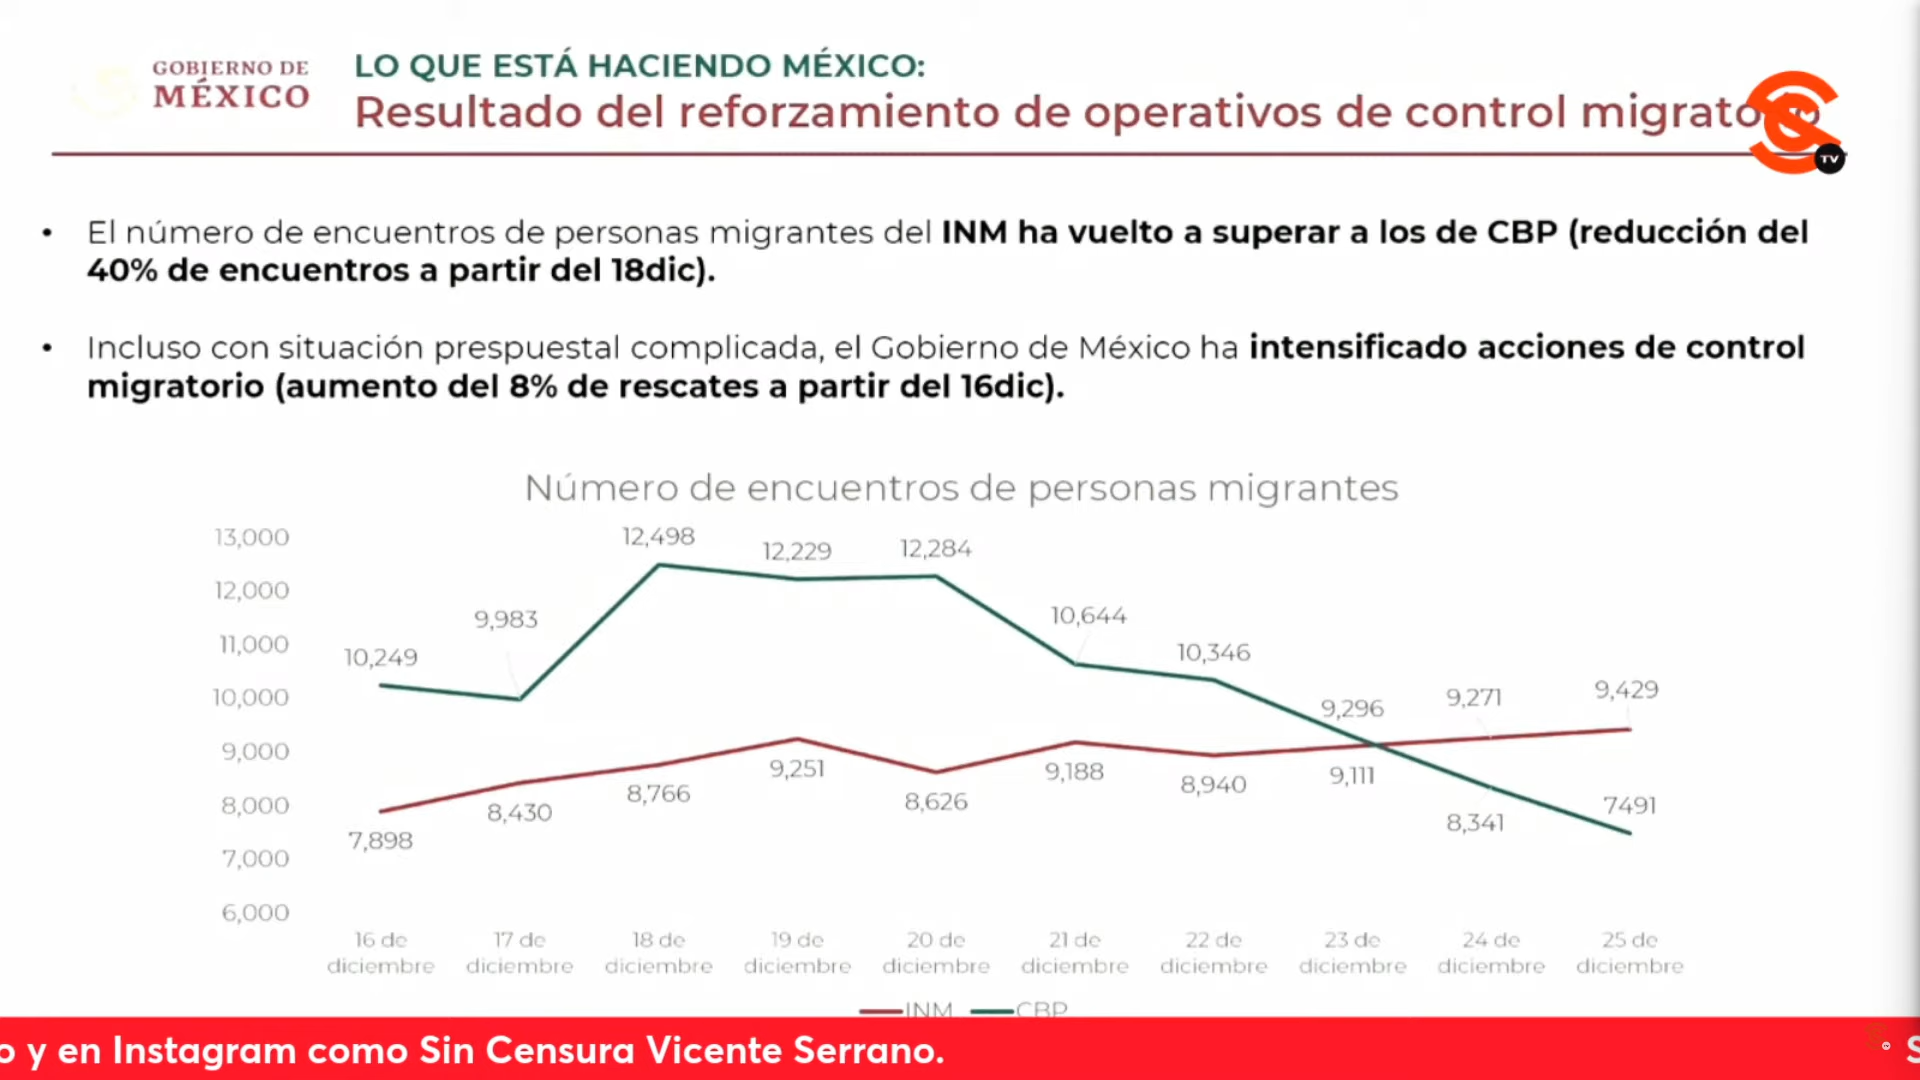 GOBIERNO DE
MÉXICO
LO QUE ESTÁ HACIENDO MÉXICO:
Resultado del reforzamiento de operativos de control migratorio
TV
• El número de encuentros de personas migrantes del INM ha vuelto a superar a los de CBP (reducción del
40% de encuentros a partir del 18dic).
• Incluso con situación prespuestal complicada, el Gobierno de México ha intensificado acciones de control
migratorio (aumento del 8% de rescates a partir del 16dic).
Número de encuentros de personas migrantes
13,000
12,000
11,000
10,000
9,000
8,000
7,000
6,000
10,249
9,983
12,498
12,229
12,284
10,644
10,346
9,296
9,271
9,429
7,898
8,430
8,766
9,251
8,626
9,188
8,940
9,111
8,341
7491
16 de diciembre
17 de diciembre
18 de diciembre
19 de diciembre
20 de diciembre
21 de diciembre
22 de diciembre
23 de diciembre
24 de diciembre
25 de diciembre
INM CBP
o y en Instagram como Sin Censura Vicente Serrano.
S